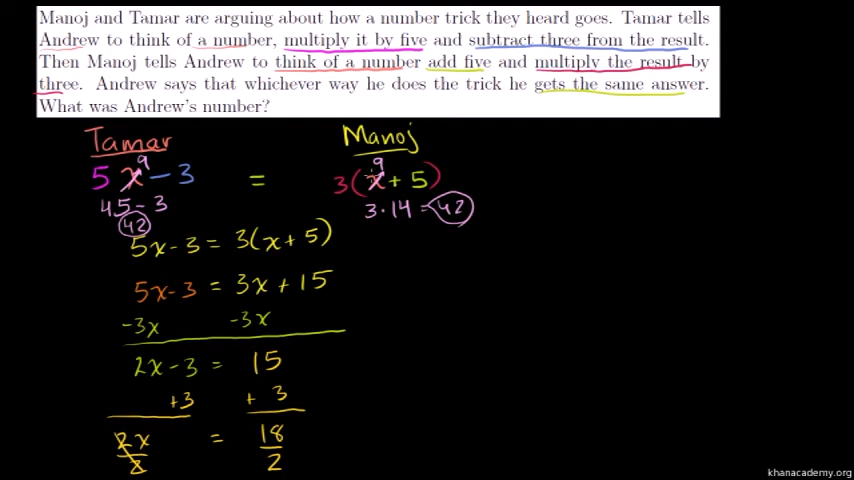 Manoj and Tamar are arguing about how a number trick they heard goes. Tamar tells
Andrew to think of a number, multiply it by five and subtract three from the result.
Then Manoj tells Andrew to think of a number add five and multiply the result by
three. Andrew says that whichever way he does the trick he gets the same answer.
What was Andrew's number?
Tamar Manoj
9 9
5x - 3 = 3(x + 5)
45 - 3 3·14 = 42
42
5x - 3 = 3(x + 5)
5x - 3 = 3x + 15
-3x -3x
2x - 3 = 15
+3 + 3
2x = 18
2 2
khanacademy.org